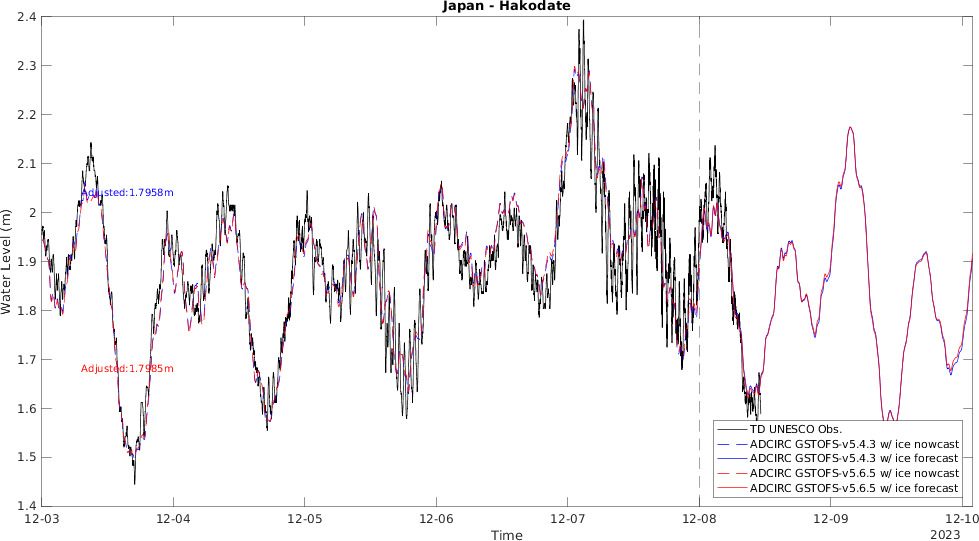 Japan - Hakodate
Water Level (m)
2.4
2.3
2.2
2.1
2
1.9
1.8
1.7
1.6
1.5
1.4
Adjusted:1.7958m
Adjusted:1.7985m
TD UNESCO Obs.
ADCIRC GSTOFS-v5.4.3 w/ ice nowcast
ADCIRC GSTOFS-v5.4.3 w/ ice forecast
ADCIRC GSTOFS-v5.6.5 w/ ice nowcast
ADCIRC GSTOFS-v5.6.5 w/ ice forecast
12-03 12-04 12-05 12-06 12-07 12-08 12-09 12-10
Time
2023